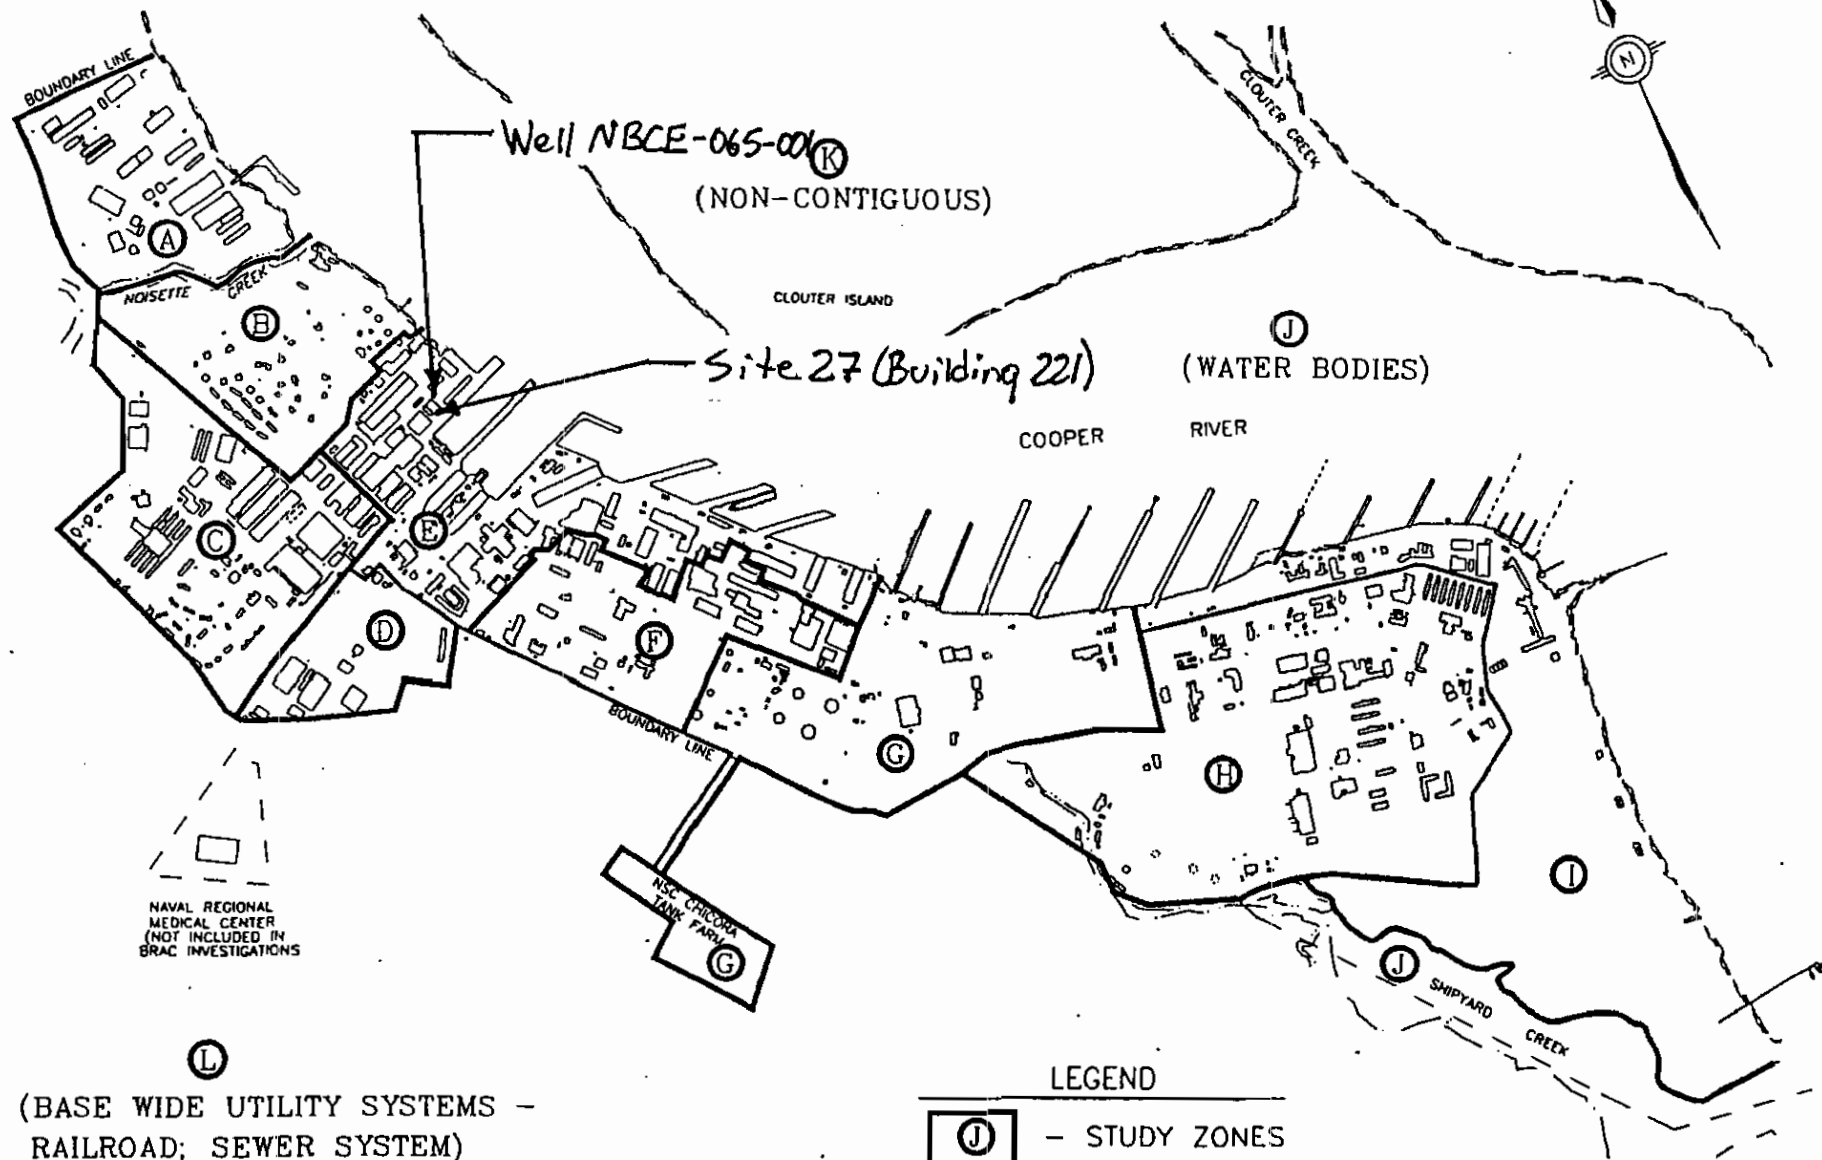 BOUNDARY LINE
N
CLOUTER CREEK
Well NBCE-065-001
K
(NON-CONTIGUOUS)
A
NOISETTE CREEK
B
CLOUTER ISLAND
J
(WATER BODIES)
Site 27 (Building 221)
COOPER RIVER
E
C
D
F
BOUNDARY LINE
G
H
I
NAVAL REGIONAL
MEDICAL CENTER
(NOT INCLUDED IN
BRAC INVESTIGATIONS
NSC CHICORA
TANK FARM
G
J
SHIPYARD CREEK
L
(BASE WIDE UTILITY SYSTEMS -
RAILROAD; SEWER SYSTEM)
LEGEND
J - STUDY ZONES